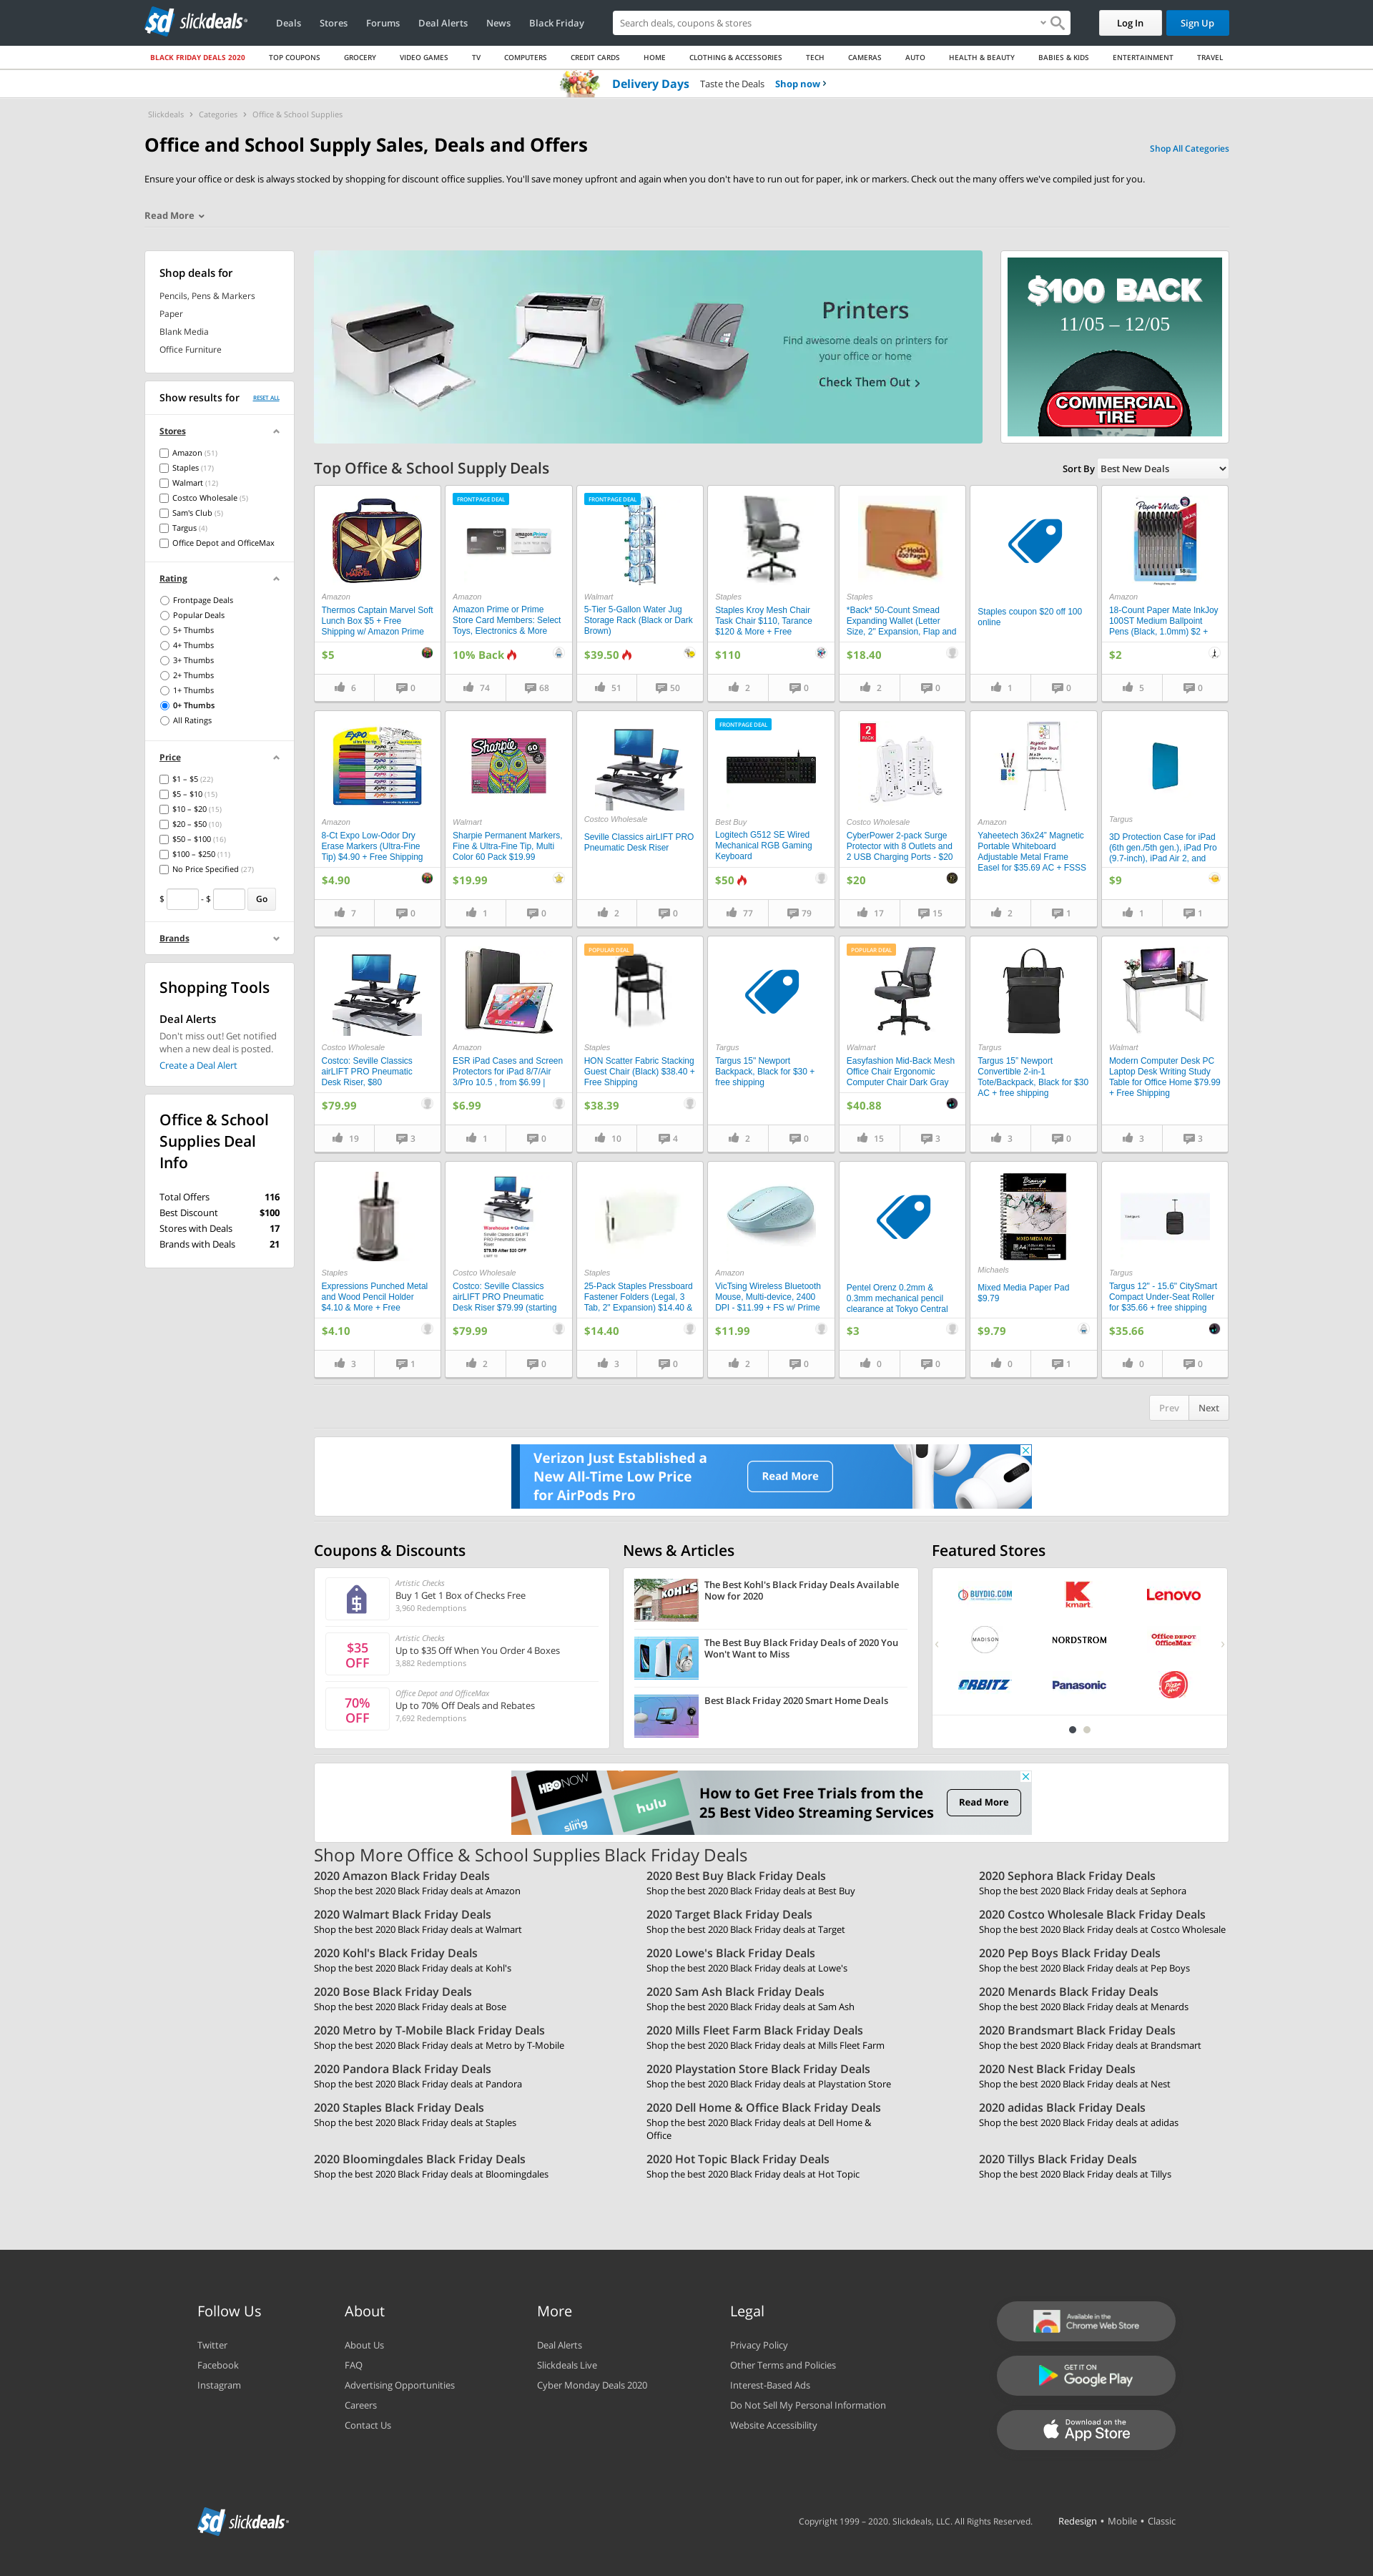 slickdeals
Deals
Stores
Forums
Deal Alerts
News
Black Friday
Search deals, coupons & stores
Log In
Sign Up
BLACK FRIDAY DEALS 2020
TOP COUPONS
GROCERY
VIDEO GAMES
TV
COMPUTERS
CREDIT CARDS
HOME
CLOTHING & ACCESSORIES
TECH
CAMERAS
AUTO
HEALTH & BEAUTY
BABIES & KIDS
ENTERTAINMENT
TRAVEL
Delivery Days Taste the Deals Shop now ›
Slickdeals › Categories › Office & School Supplies
Office and School Supply Sales, Deals and Offers
Shop All Categories
Ensure your office or desk is always stocked by shopping for discount office supplies. You'll save money upfront and again when you don't have to run out for paper, ink or markers. Check out the many offers we've compiled just for you.
Read More
Shop deals for
Pencils, Pens & Markers
Paper
Blank Media
Office Furniture
Show results for
RESET ALL
Stores
Amazon (51)
Staples (17)
Walmart (12)
Costco Wholesale (5)
Sam's Club (5)
Targus (4)
Office Depot and OfficeMax
Rating
Frontpage Deals
Popular Deals
5+ Thumbs
4+ Thumbs
3+ Thumbs
2+ Thumbs
1+ Thumbs
0+ Thumbs
All Ratings
Price
$1 – $5 (22)
$5 – $10 (15)
$10 – $20 (15)
$20 – $50 (10)
$50 – $100 (16)
$100 – $250 (11)
No Price Specified (27)
$ - $ Go
Brands
Shopping Tools
Deal Alerts
Don't miss out! Get notified
when a new deal is posted.
Create a Deal Alert
Office & School
Supplies Deal
Info
Total Offers 116
Best Discount $100
Stores with Deals 17
Brands with Deals 21
Printers
Find awesome deals on printers for
your office or home
Check Them Out
$100 BACK
11/05 – 12/05
COMMERCIAL
TIRE
Top Office & School Supply Deals
Sort By Best New Deals
Amazon
Thermos Captain Marvel Soft
Lunch Box $5 + Free
Shipping w/ Amazon Prime
$5
6 0
FRONTPAGE DEAL
Amazon
Amazon Prime or Prime
Store Card Members: Select
Toys, Electronics & More
10% Back
74 68
FRONTPAGE DEAL
Walmart
5-Tier 5-Gallon Water Jug
Storage Rack (Black or Dark
Brown)
$39.50
51 50
Staples
Staples Kroy Mesh Chair
Task Chair $110, Tarance
$120 & More + Free
$110
2 0
2" Holds
400 Pages
Staples
*Back* 50-Count Smead
Expanding Wallet (Letter
Size, 2" Expansion, Flap and
$18.40
2 0
Staples coupon $20 off 100
online
1 0
Paper Mate
Amazon
18-Count Paper Mate InkJoy
100ST Medium Ballpoint
Pens (Black, 1.0mm) $2 +
$2
5 0
EXPO
Amazon
8-Ct Expo Low-Odor Dry
Erase Markers (Ultra-Fine
Tip) $4.90 + Free Shipping
$4.90
7 0
Sharpie 60
Walmart
Sharpie Permanent Markers,
Fine & Ultra-Fine Tip, Multi
Color 60 Pack $19.99
$19.99
1 0
Costco Wholesale
Seville Classics airLIFT PRO
Pneumatic Desk Riser
2 0
FRONTPAGE DEAL
Best Buy
Logitech G512 SE Wired
Mechanical RGB Gaming
Keyboard
$50
77 79
2
PACK
Costco Wholesale
CyberPower 2-pack Surge
Protector with 8 Outlets and
2 USB Charging Ports - $20
$20
17 15
Magnetic
Dry Erase Board
Amazon
Yaheetech 36x24" Magnetic
Portable Whiteboard
Adjustable Metal Frame
Easel for $35.69 AC + FSSS
2 1
Targus
3D Protection Case for iPad
(6th gen./5th gen.), iPad Pro
(9.7-inch), iPad Air 2, and
$9
1 1
Costco Wholesale
Costco: Seville Classics
airLIFT PRO Pneumatic
Desk Riser, $80
$79.99
19 3
Amazon
ESR iPad Cases and Screen
Protectors for iPad 8/7/Air
3/Pro 10.5 , from $6.99 |
$6.99
1 0
POPULAR DEAL
Staples
HON Scatter Fabric Stacking
Guest Chair (Black) $38.40 +
Free Shipping
$38.39
10 4
Targus
Targus 15" Newport
Backpack, Black for $30 +
free shipping
2 0
POPULAR DEAL
Walmart
Easyfashion Mid-Back Mesh
Office Chair Ergonomic
Computer Chair Dark Gray
$40.88
15 3
Targus
Targus 15" Newport
Convertible 2-in-1
Tote/Backpack, Black for $30
AC + free shipping
3 0
Walmart
Modern Computer Desk PC
Laptop Desk Writing Study
Table for Office Home $79.99
+ Free Shipping
3 3
Staples
Expressions Punched Metal
and Wood Pencil Holder
$4.10 & More + Free
$4.10
3 1
Warehouse + Online
Seville Classics airLIFT
PRO Pneumatic Desk
Riser
$79.99 After $20 OFF
Costco Wholesale
Costco: Seville Classics
airLIFT PRO Pneumatic
Desk Riser $79.99 (starting
$79.99
2 0
Staples
25-Pack Staples Pressboard
Fastener Folders (Legal, 3
Tab, 2" Expansion) $14.40 &
$14.40
3 0
Amazon
VicTsing Wireless Bluetooth
Mouse, Multi-device, 2400
DPI - $11.99 + FS w/ Prime
$11.99
2 0
Pentel Orenz 0.2mm &
0.3mm mechanical pencil
clearance at Tokyo Central
$3
0 0
MIXED MEDIA PAD
Michaels
Mixed Media Paper Pad
$9.79
$9.79
0 1
Targus
Targus 12" - 15.6" CitySmart
Compact Under-Seat Roller
for $35.66 + free shipping
$35.66
0 0
Prev Next
Verizon Just Established a
New All-Time Low Price
for AirPods Pro
Read More
Coupons & Discounts
Artistic Checks
Buy 1 Get 1 Box of Checks Free
3,960 Redemptions
$35
OFF
Artistic Checks
Up to $35 Off When You Order 4 Boxes
3,882 Redemptions
70%
OFF
Office Depot and OfficeMax
Up to 70% Off Deals and Rebates
7,692 Redemptions
News & Articles
KOHL'S
The Best Kohl's Black Friday Deals Available
Now for 2020
The Best Buy Black Friday Deals of 2020 You
Won't Want to Miss
Best Black Friday 2020 Smart Home Deals
Featured Stores
BUYDIG.COM
kmart
Lenovo
MADISON
NORDSTROM
Office DEPOT
OfficeMax
ORBITZ
Panasonic
Pizza Hut
HBO NOW
hulu
sling
How to Get Free Trials from the
25 Best Video Streaming Services
Read More
Shop More Office & School Supplies Black Friday Deals
2020 Amazon Black Friday Deals
Shop the best 2020 Black Friday deals at Amazon
2020 Best Buy Black Friday Deals
Shop the best 2020 Black Friday deals at Best Buy
2020 Sephora Black Friday Deals
Shop the best 2020 Black Friday deals at Sephora
2020 Walmart Black Friday Deals
Shop the best 2020 Black Friday deals at Walmart
2020 Target Black Friday Deals
Shop the best 2020 Black Friday deals at Target
2020 Costco Wholesale Black Friday Deals
Shop the best 2020 Black Friday deals at Costco Wholesale
2020 Kohl's Black Friday Deals
Shop the best 2020 Black Friday deals at Kohl's
2020 Lowe's Black Friday Deals
Shop the best 2020 Black Friday deals at Lowe's
2020 Pep Boys Black Friday Deals
Shop the best 2020 Black Friday deals at Pep Boys
2020 Bose Black Friday Deals
Shop the best 2020 Black Friday deals at Bose
2020 Sam Ash Black Friday Deals
Shop the best 2020 Black Friday deals at Sam Ash
2020 Menards Black Friday Deals
Shop the best 2020 Black Friday deals at Menards
2020 Metro by T-Mobile Black Friday Deals
Shop the best 2020 Black Friday deals at Metro by T-Mobile
2020 Mills Fleet Farm Black Friday Deals
Shop the best 2020 Black Friday deals at Mills Fleet Farm
2020 Brandsmart Black Friday Deals
Shop the best 2020 Black Friday deals at Brandsmart
2020 Pandora Black Friday Deals
Shop the best 2020 Black Friday deals at Pandora
2020 Playstation Store Black Friday Deals
Shop the best 2020 Black Friday deals at Playstation Store
2020 Nest Black Friday Deals
Shop the best 2020 Black Friday deals at Nest
2020 Staples Black Friday Deals
Shop the best 2020 Black Friday deals at Staples
2020 Dell Home & Office Black Friday Deals
Shop the best 2020 Black Friday deals at Dell Home &
Office
2020 adidas Black Friday Deals
Shop the best 2020 Black Friday deals at adidas
2020 Bloomingdales Black Friday Deals
Shop the best 2020 Black Friday deals at Bloomingdales
2020 Hot Topic Black Friday Deals
Shop the best 2020 Black Friday deals at Hot Topic
2020 Tillys Black Friday Deals
Shop the best 2020 Black Friday deals at Tillys
Follow Us
Twitter
Facebook
Instagram
About
About Us
FAQ
Advertising Opportunities
Careers
Contact Us
More
Deal Alerts
Slickdeals Live
Cyber Monday Deals 2020
Legal
Privacy Policy
Other Terms and Policies
Interest-Based Ads
Do Not Sell My Personal Information
Website Accessibility
Available in the
Chrome Web Store
GET IT ON
Google Play
Download on the
App Store
slickdeals
Copyright 1999 – 2020. Slickdeals, LLC. All Rights Reserved.
Redesign • Mobile • Classic